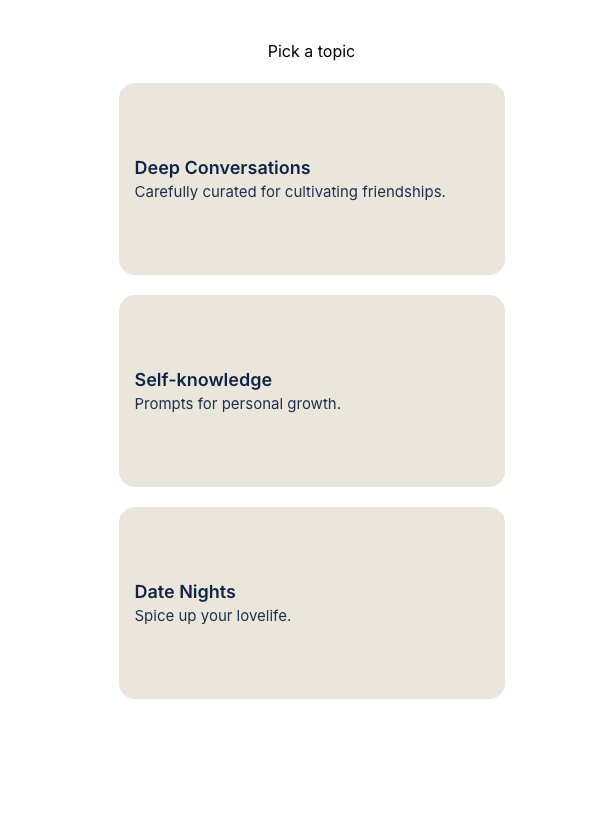 Pick a topic
Deep Conversations
Carefully curated for cultivating friendships.
Self-knowledge
Prompts for personal growth.
Date Nights
Spice up your lovelife.